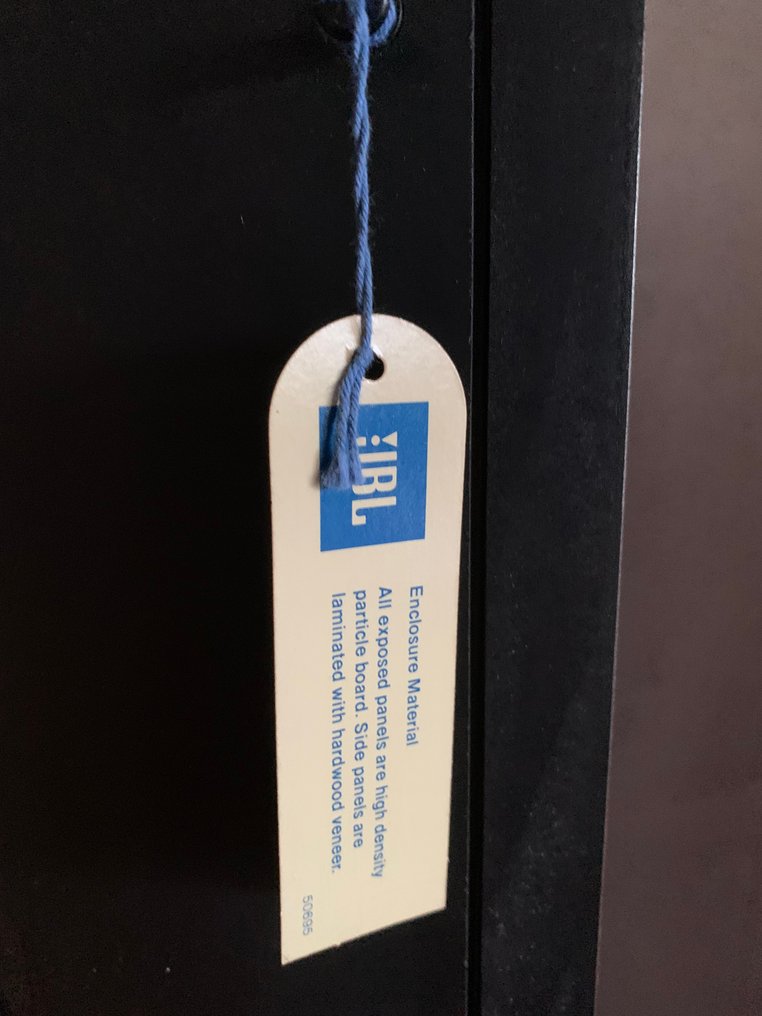 JBL
Enclosure Material
All exposed panels are high density
particle board. Side panels are
laminated with hardwood veneer.
50695